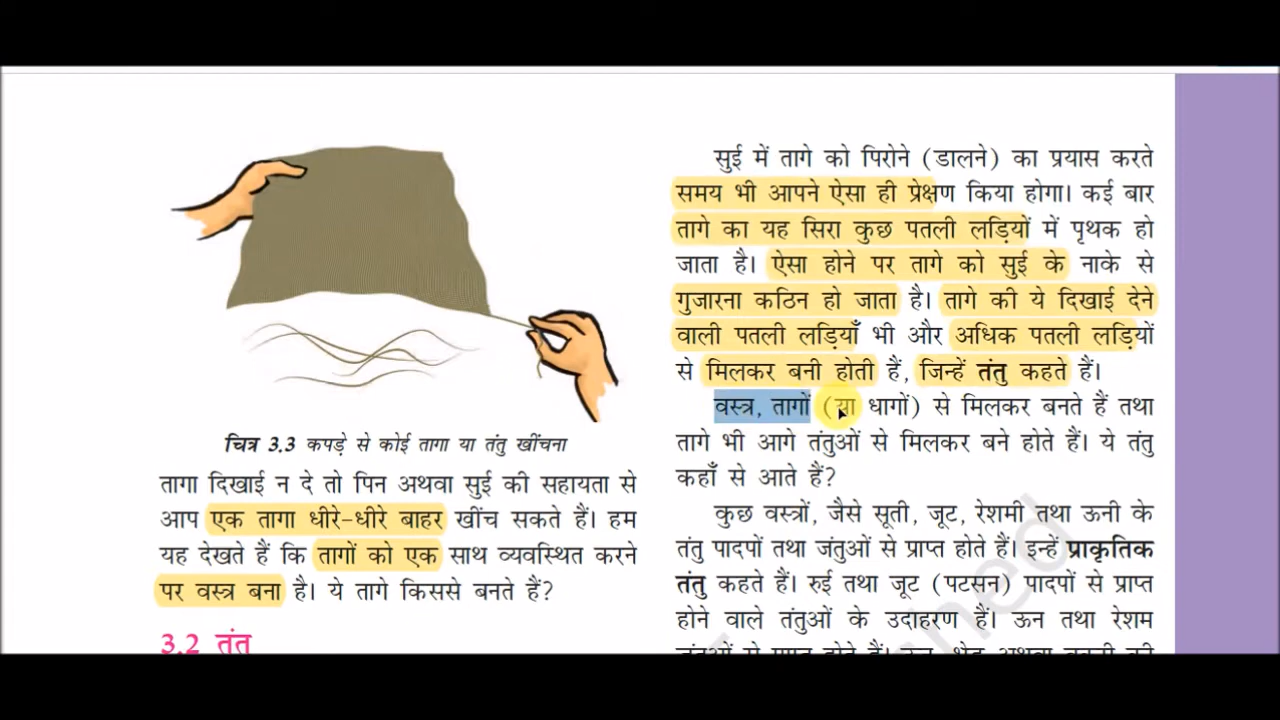 चित्र 3.3 कपड़े से कोई तागा या तंतु खींचना
तागा दिखाई न दे तो पिन अथवा सुई की सहायता से
आप एक तागा धीरे-धीरे बाहर खींच सकते हैं। हम
यह देखते हैं कि तागों को एक साथ व्यवस्थित करने
पर वस्त्र बना है। ये तागे किससे बनते हैं?
3.2 तंतु
सुई में तागे को पिरोने (डालने) का प्रयास करते
समय भी आपने ऐसा ही प्रेक्षण किया होगा। कई बार
तागे का यह सिरा कुछ पतली लड़ियों में पृथक हो
जाता है। ऐसा होने पर तागे को सुई के नाके से
गुजारना कठिन हो जाता है। तागे की ये दिखाई देने
वाली पतली लड़ियाँ भी और अधिक पतली लड़ियों
से मिलकर बनी होती हैं, जिन्हें तंतु कहते हैं।
वस्त्र, तागों (या धागों) से मिलकर बनते हैं तथा
तागे भी आगे तंतुओं से मिलकर बने होते हैं। ये तंतु
कहाँ से आते हैं?
कुछ वस्त्रों, जैसे सूती, जूट, रेशमी तथा ऊनी के
तंतु पादपों तथा जंतुओं से प्राप्त होते हैं। इन्हें प्राकृतिक
तंतु कहते हैं। रुई तथा जूट (पटसन) पादपों से प्राप्त
होने वाले तंतुओं के उदाहरण हैं। ऊन तथा रेशम